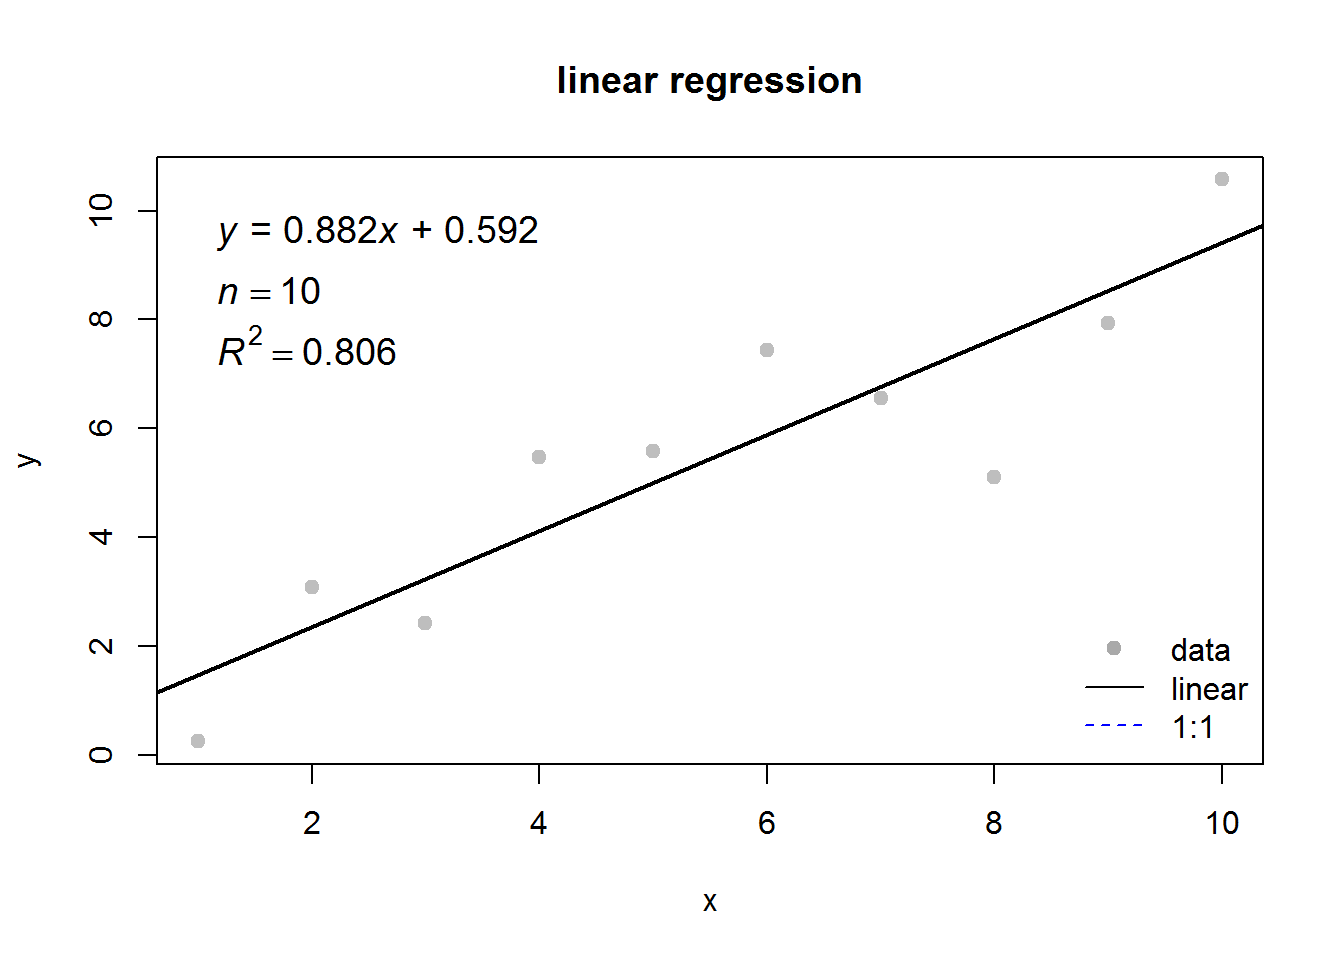 linear regression
y = 0.882x + 0.592
n = 10
R² = 0.806
10
8
6
4
2
0
y
data
linear
1:1
2 4 6 8 10
x